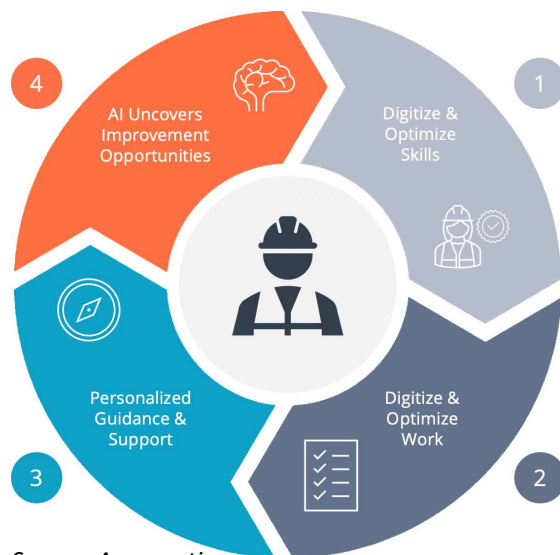 4
AI Uncovers
Improvement
Opportunities
1
Digitize &
Optimize
Skills
Personalized
Guidance &
Support
3
Digitize &
Optimize
Work
2